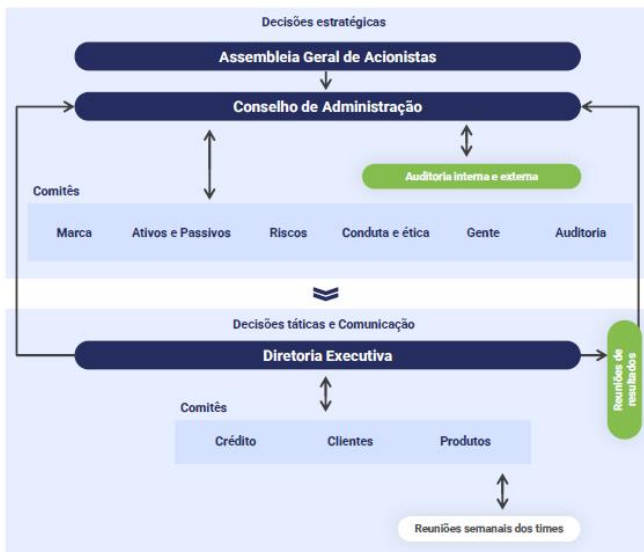 Decisões estratégicas
Assembleia Geral de Acionistas
Conselho de Administração
Auditoria interna e externa
Comitês
Marca Ativos e Passivos Riscos Conduta e ética Gente Auditoria
Decisões táticas e Comunicação
Diretoria Executiva
Reuniões de
resultados
Comitês
Crédito Clientes Produtos
Reuniões semanais dos times